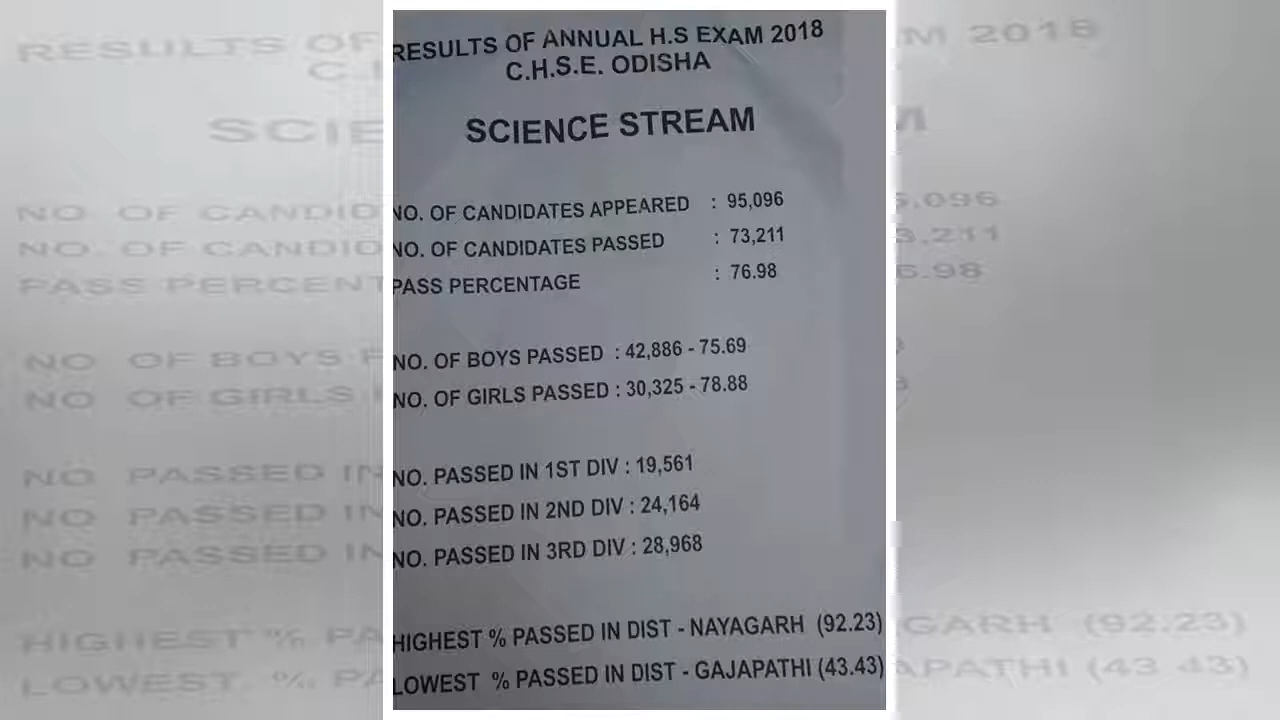 RESULTS OF ANNUAL H.S EXAM 2018
C.H.S.E. ODISHA
SCIENCE STREAM
NO. OF CANDIDATES APPEARED : 95,096
NO. OF CANDIDATES PASSED : 73,211
PASS PERCENTAGE : 76.98
NO. OF BOYS PASSED : 42,886 - 75.69
NO. OF GIRLS PASSED : 30,325 - 78.88
NO. PASSED IN 1ST DIV : 19,561
NO. PASSED IN 2ND DIV : 24,164
NO. PASSED IN 3RD DIV : 28,968
HIGHEST % PASSED IN DIST - NAYAGARH (92.23)
LOWEST % PASSED IN DIST - GAJAPATHI (43.43)